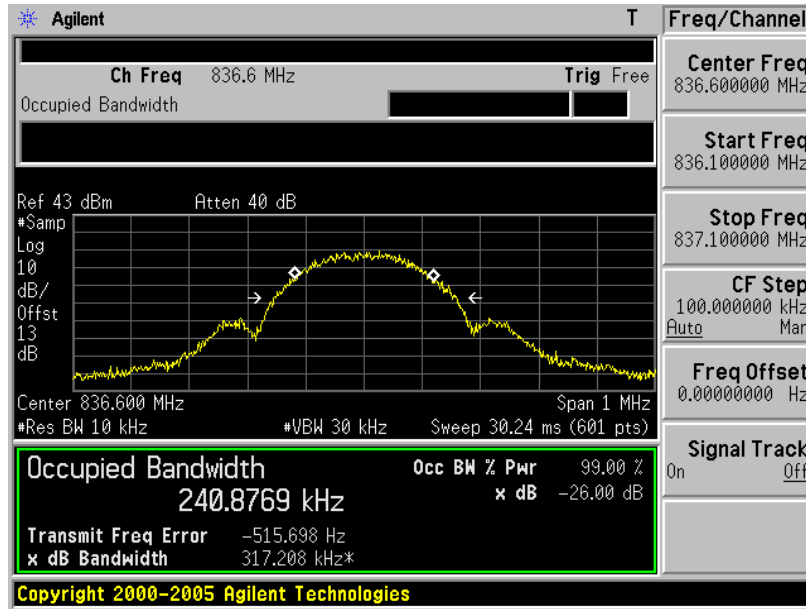 Agilent T
Freq/Channel
Ch Freq 836.6 MHz Trig Free
Occupied Bandwidth
Center Freq
836.600000 MHz
Start Freq
836.100000 MHz
Stop Freq
837.100000 MHz
CF Step
100.000000 kHz
Auto Man
Freq Offset
0.00000000 Hz
Signal Track
On Off
Ref 43 dBm Atten 40 dB
#Samp
Log
10
dB/
Offst
13
dB
Center 836.600 MHz Span 1 MHz
#Res BW 10 kHz #VBW 30 kHz Sweep 30.24 ms (601 pts)
Occupied Bandwidth
240.8769 kHz
Occ BW % Pwr 99.00 %
x dB -26.00 dB
Transmit Freq Error -515.698 Hz
x dB Bandwidth 317.208 kHz*
Copyright 2000-2005 Agilent Technologies